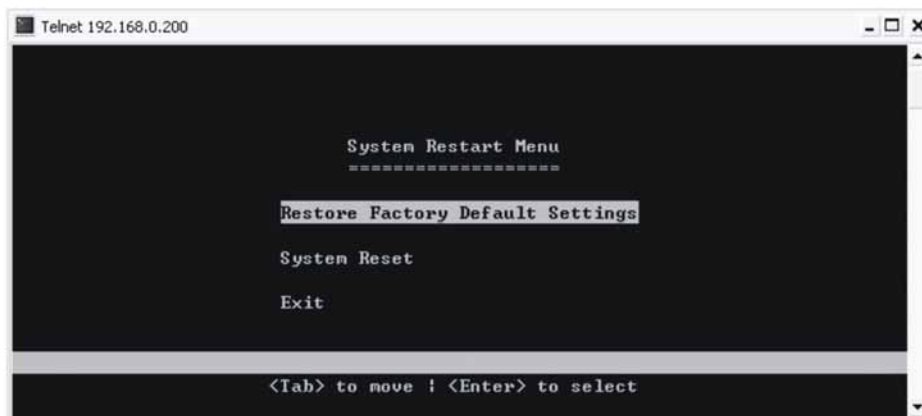 Telnet 192.168.0.200
System Restart Menu
===================
Restore Factory Default Settings
System Reset
Exit
<Tab> to move ¦ <Enter> to select